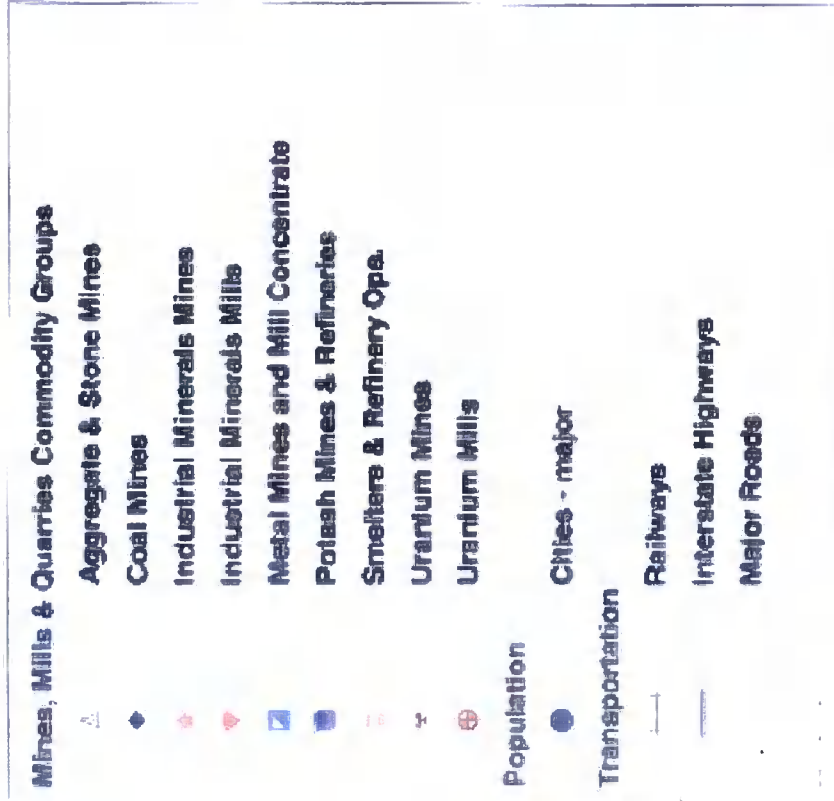 Mines, Mills & Quarries Commodity Groups
Aggregate & Stone Mines
Coal Mines
Industrial Minerals Mines
Industrial Minerals Mills
Metal Mines and Mill Concentrate
Potash Mines & Refineries
Smelters & Refinery Ops.
Uranium Mines
Uranium Mills
Population
Cities - major
Transportation
Railways
Interstate Highways
Major Roads